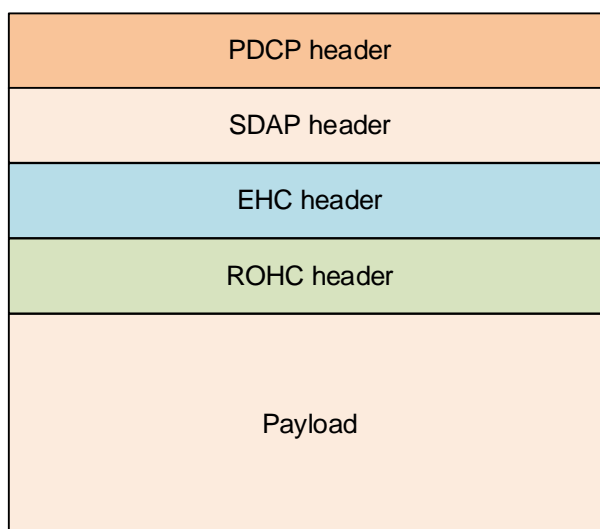 PDCP header
SDAP header
EHC header
ROHC header
Payload